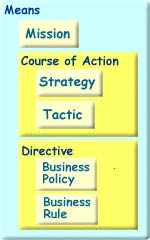 Means
Mission
Course of Action
Strategy
Tactic
Directive
Business
Policy
Business
Rule